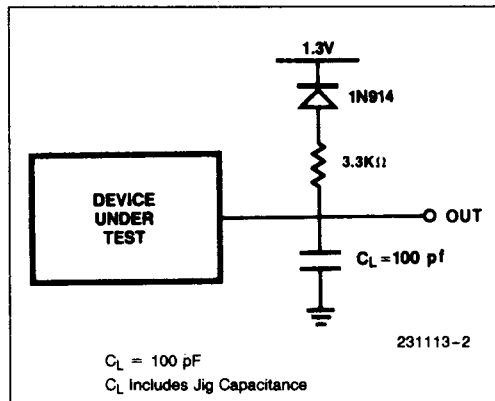 1.3V
1N914
3.3KΩ
DEVICE
UNDER
TEST
OUT
C_L = 100 pf
231113-2
C_L = 100 pF
C_L Includes Jig Capacitance